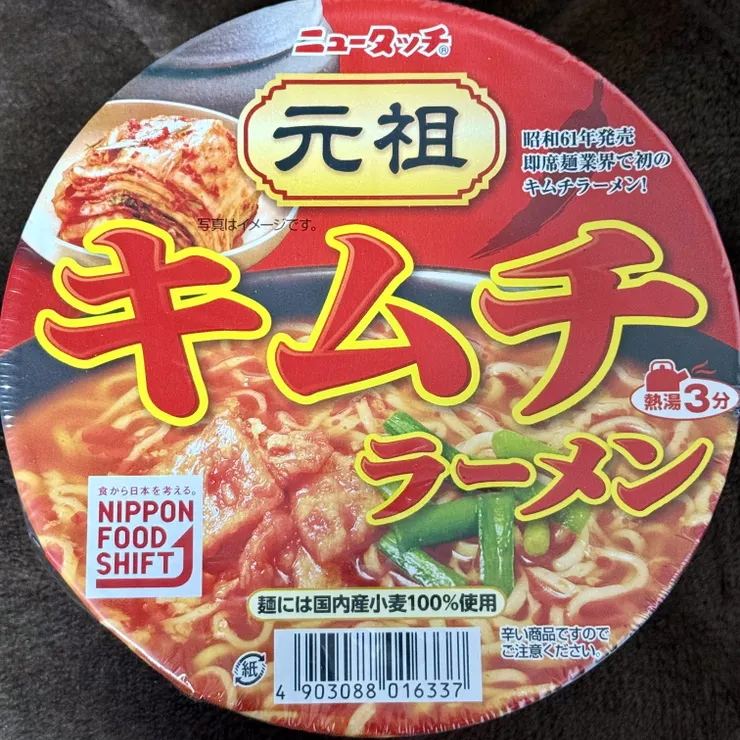 ニュータッチ®
元祖
昭和61年発売
即席麺業界で初の
キムチラーメン!
写真はイメージです。
キムチ
ラーメン
熱湯3分
食から日本を考える。
NIPPON
FOOD
SHIFT
麺には国内産小麦100%使用
辛い商品ですので
ご注意ください。
紙
4 903088 016337